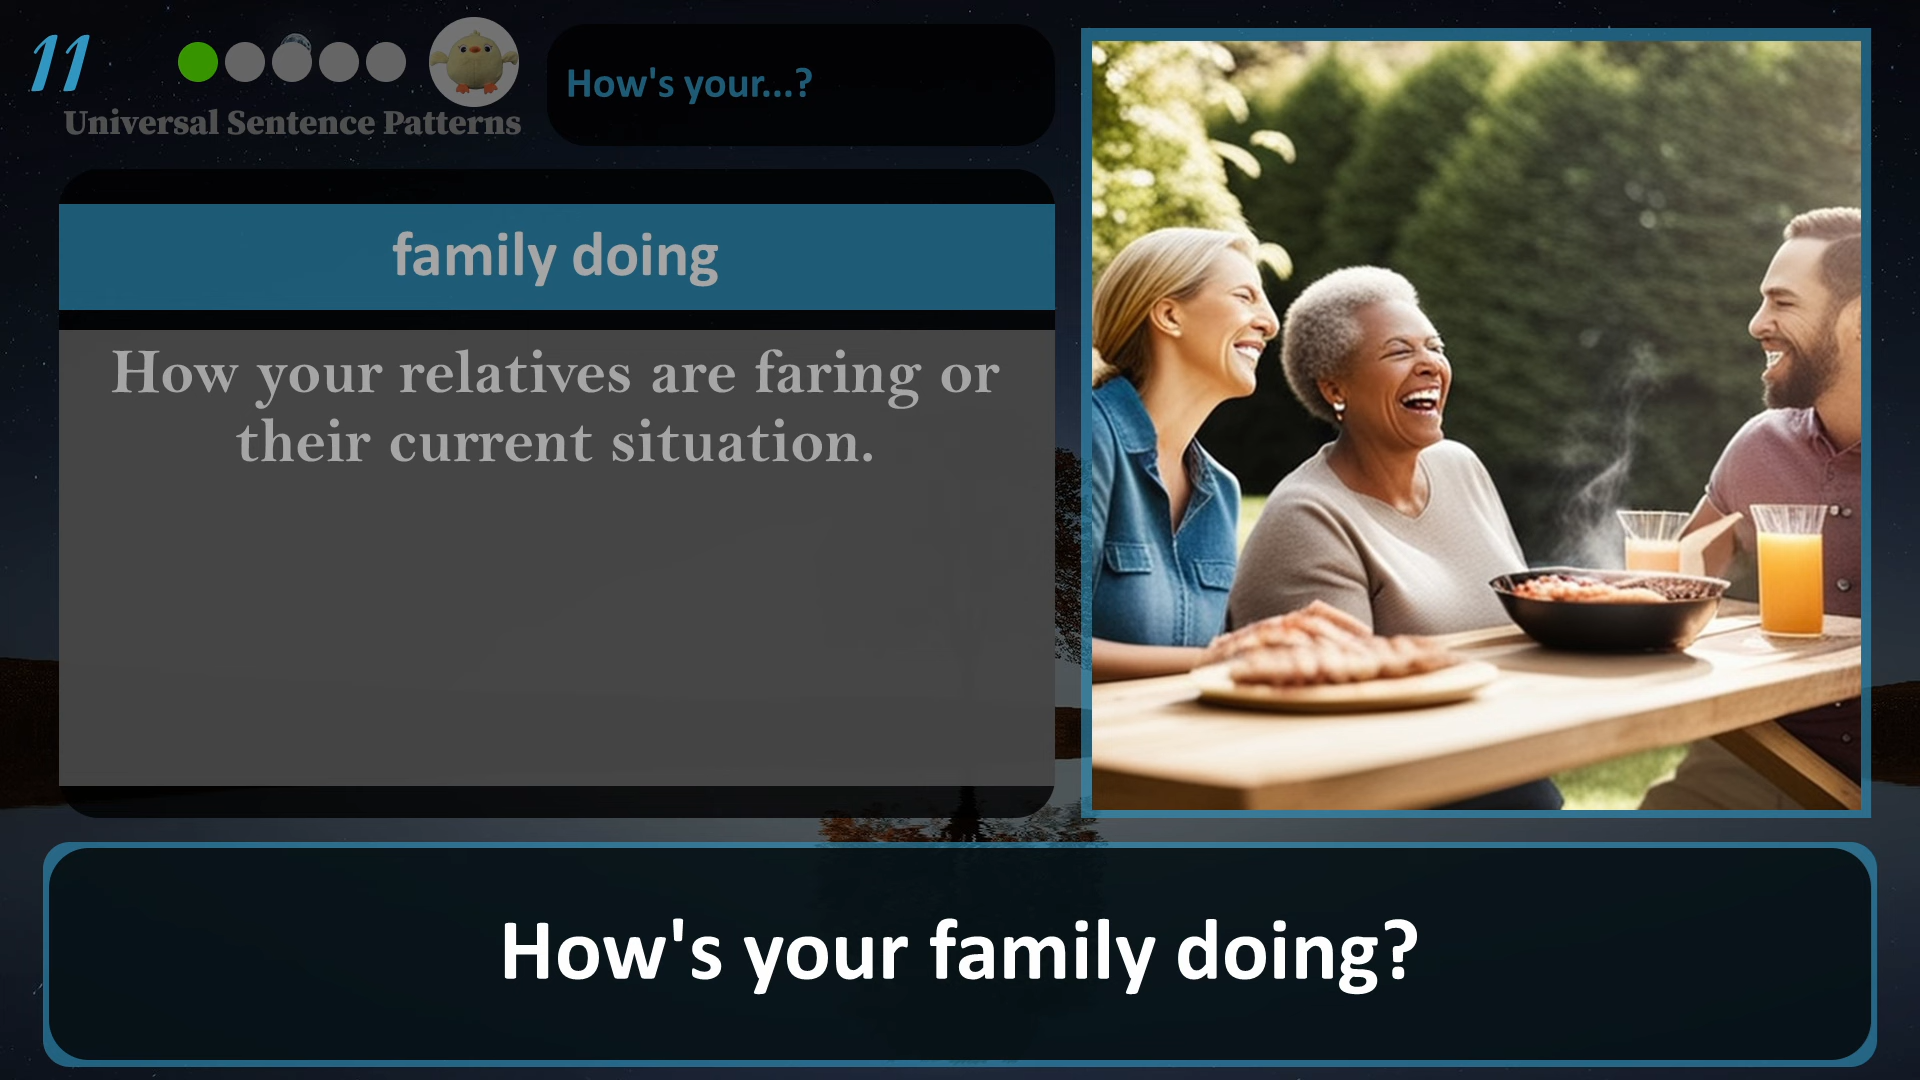 11
Universal Sentence Patterns
How's your...?
family doing
How your relatives are faring or
their current situation.
How's your family doing?